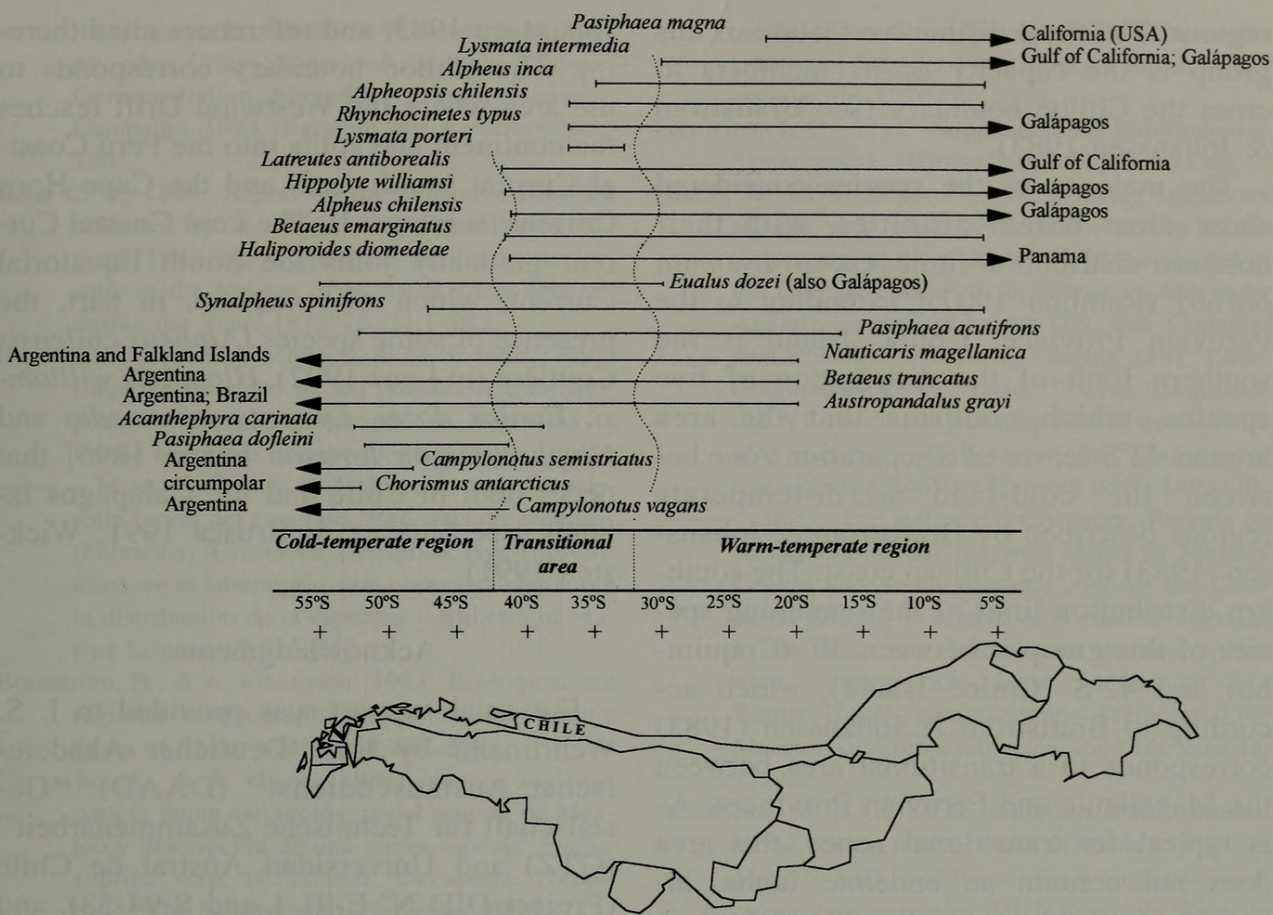 Pasiphaea magna
California (USA)
Lysmata intermedia
Gulf of California; Galápagos
Alpheus inca
Alpheopsis chilensis
Rhynchocinetes typus
Galápagos
Lysmata porteri
Latreutes antiborealis
Gulf of California
Hippolyte williamsi
Galápagos
Alpheus chilensis
Galápagos
Betaeus emarginatus
Haliporoides diomedeae
Panama
Eualus dozei (also Galápagos)
Synalpheus spinifrons
Pasiphaea acutifrons
Argentina and Falkland Islands
Nauticaris magellanica
Argentina
Betaeus truncatus
Argentina; Brazil
Austropandalus grayi
Acanthephyra carinata
Pasiphaea dofleini
Argentina
Campylonotus semistriatus
circumpolar
Chorismus antarcticus
Argentina
Campylonotus vagans
Cold-temperate region
Transitional
area
Warm-temperate region
55°S 50°S 45°S 40°S 35°S 30°S 25°S 20°S 15°S 10°S 5°S
CHILE